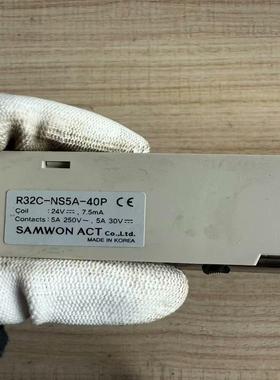 R32C-NS5A-40P CE
Coil : 24V⎓, 7.5mA
Contacts : 5A 250V~, 5A 30V⎓
SAMWON ACT Co.,Ltd.
MADE IN KOREA